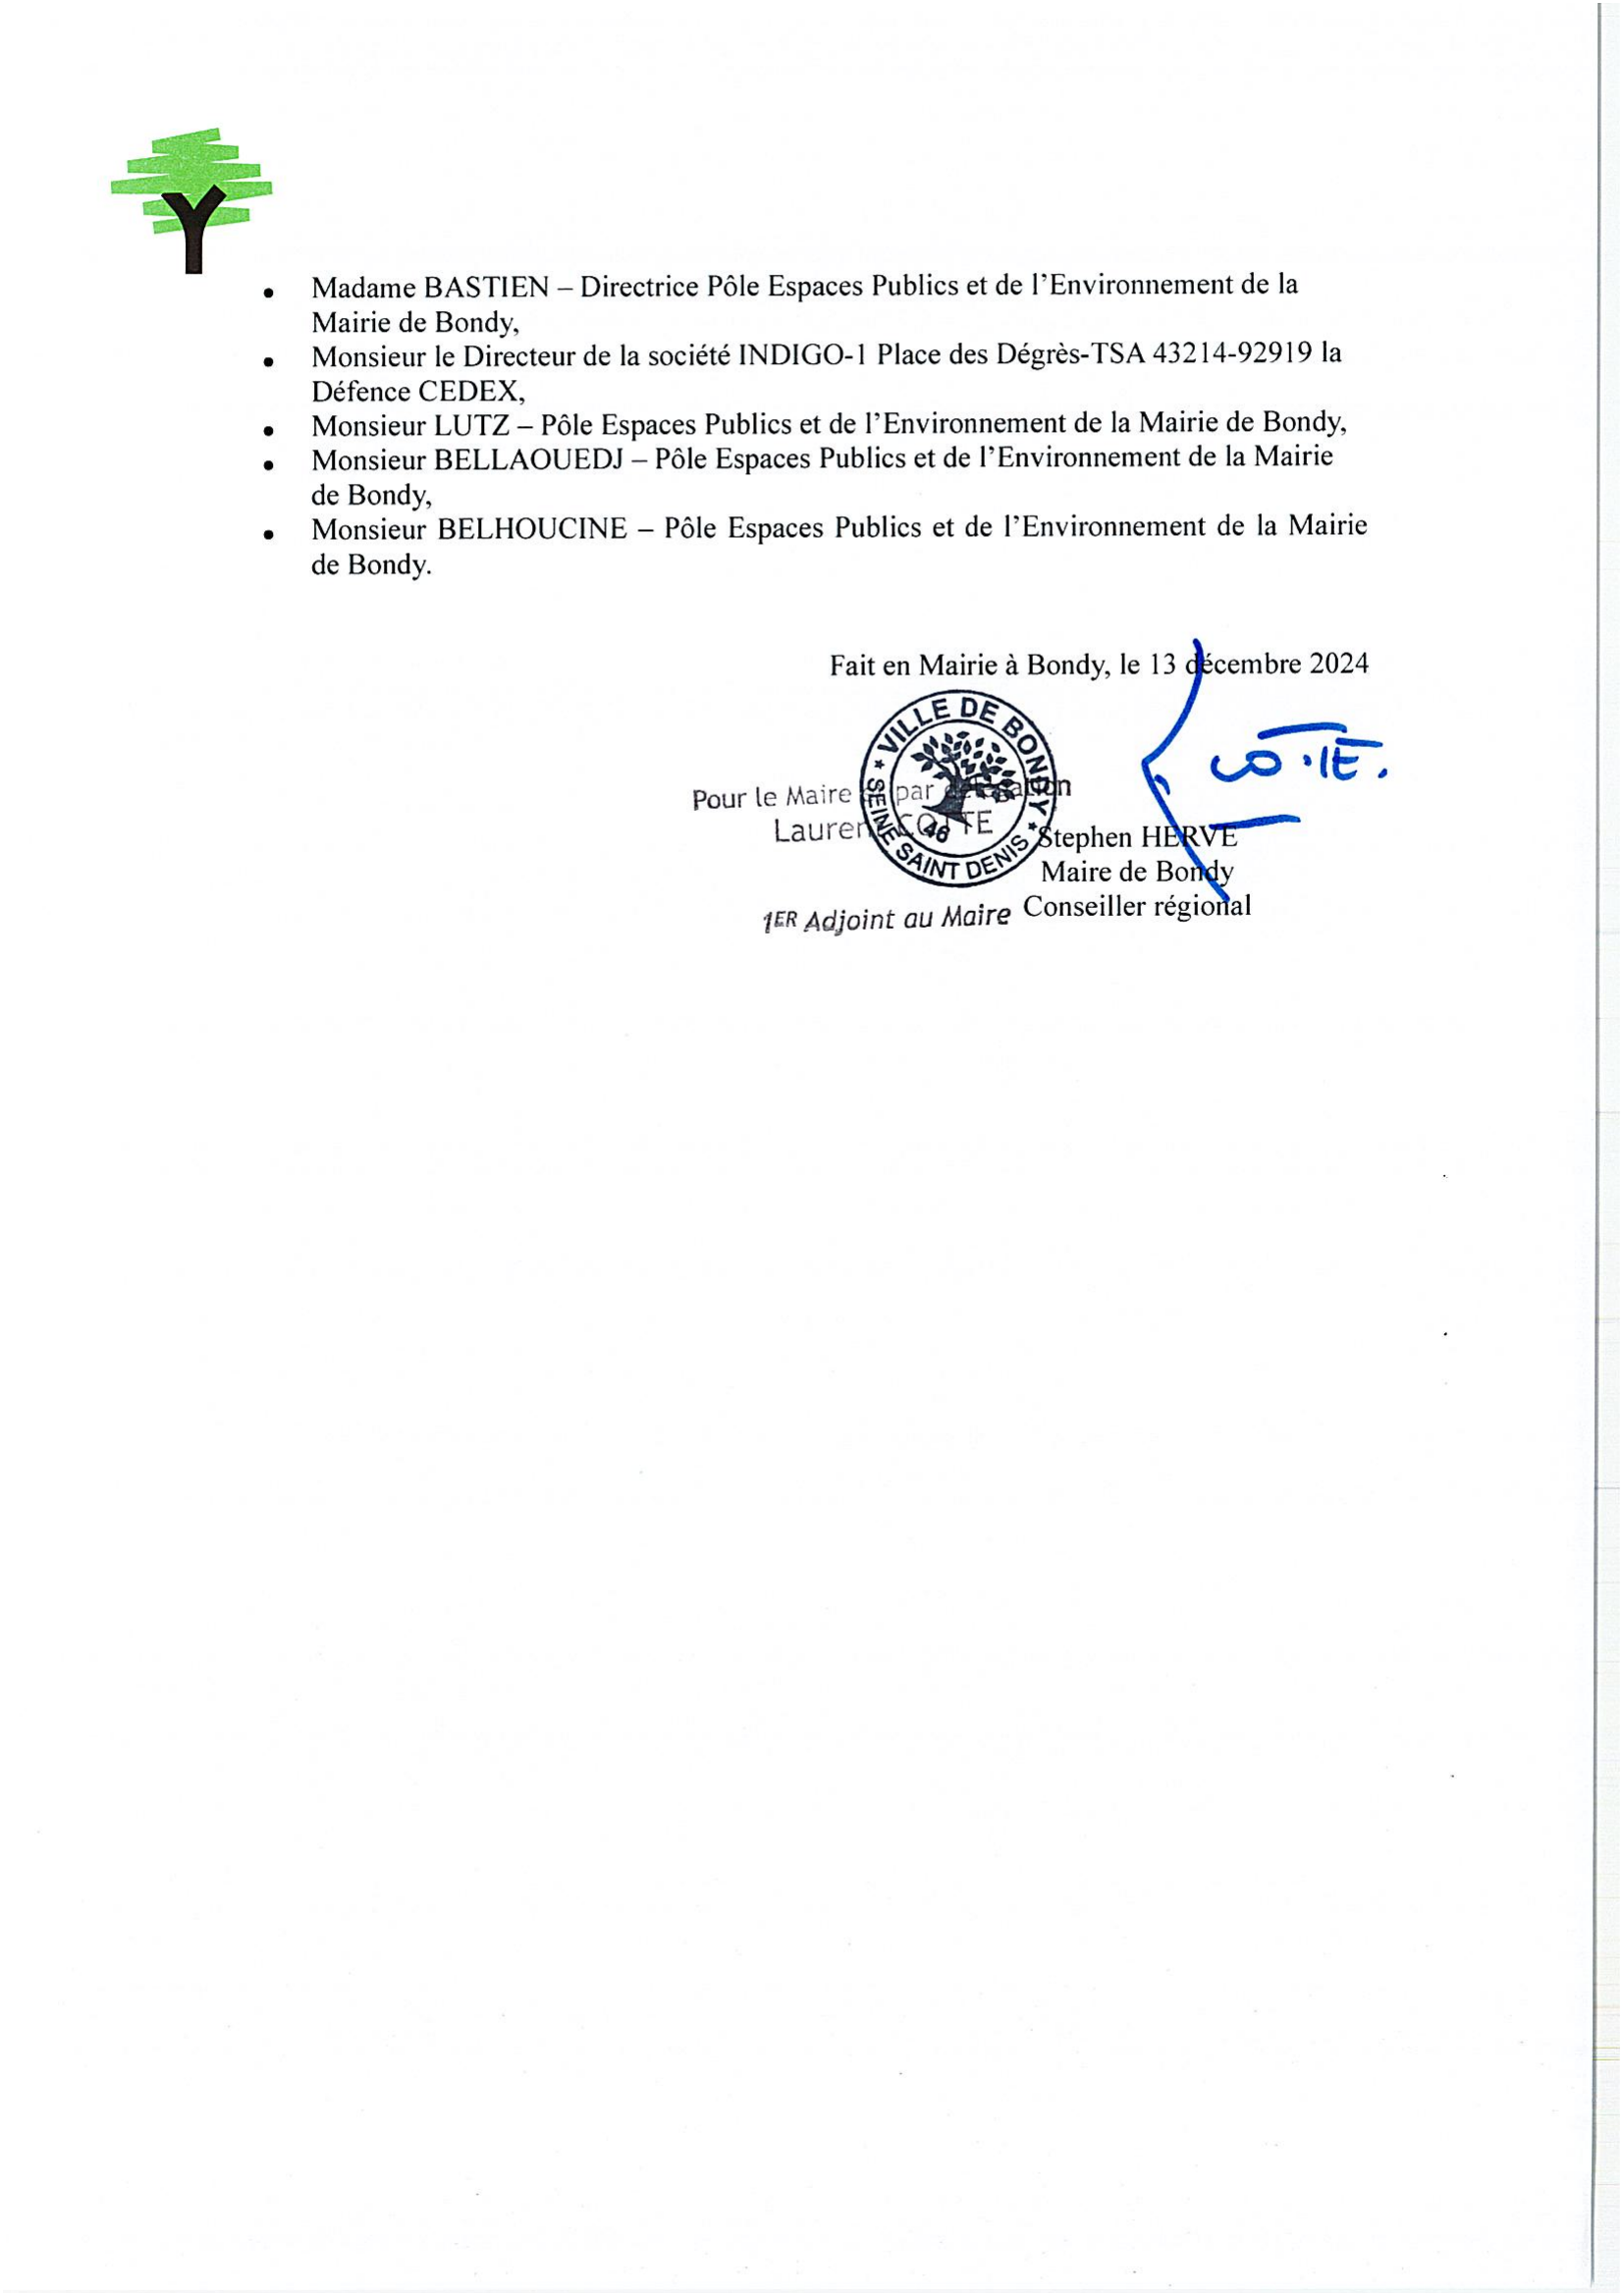 • Madame BASTIEN – Directrice Pôle Espaces Publics et de l'Environnement de la
Mairie de Bondy,
• Monsieur le Directeur de la société INDIGO-1 Place des Dégrès-TSA 43214-92919 la
Défence CEDEX,
• Monsieur LUTZ – Pôle Espaces Publics et de l'Environnement de la Mairie de Bondy,
• Monsieur BELLAOUEDJ – Pôle Espaces Publics et de l'Environnement de la Mairie
de Bondy,
• Monsieur BELHOUCINE – Pôle Espaces Publics et de l'Environnement de la Mairie
de Bondy.
Fait en Mairie à Bondy, le 13 décembre 2024
VILLE DE BONDY
SEINE SAINT DENIS
46
Pour le Maire par délégation
Laurent COTTE
1ER Adjoint au Maire
Stephen HERVE
Maire de Bondy
Conseiller régional